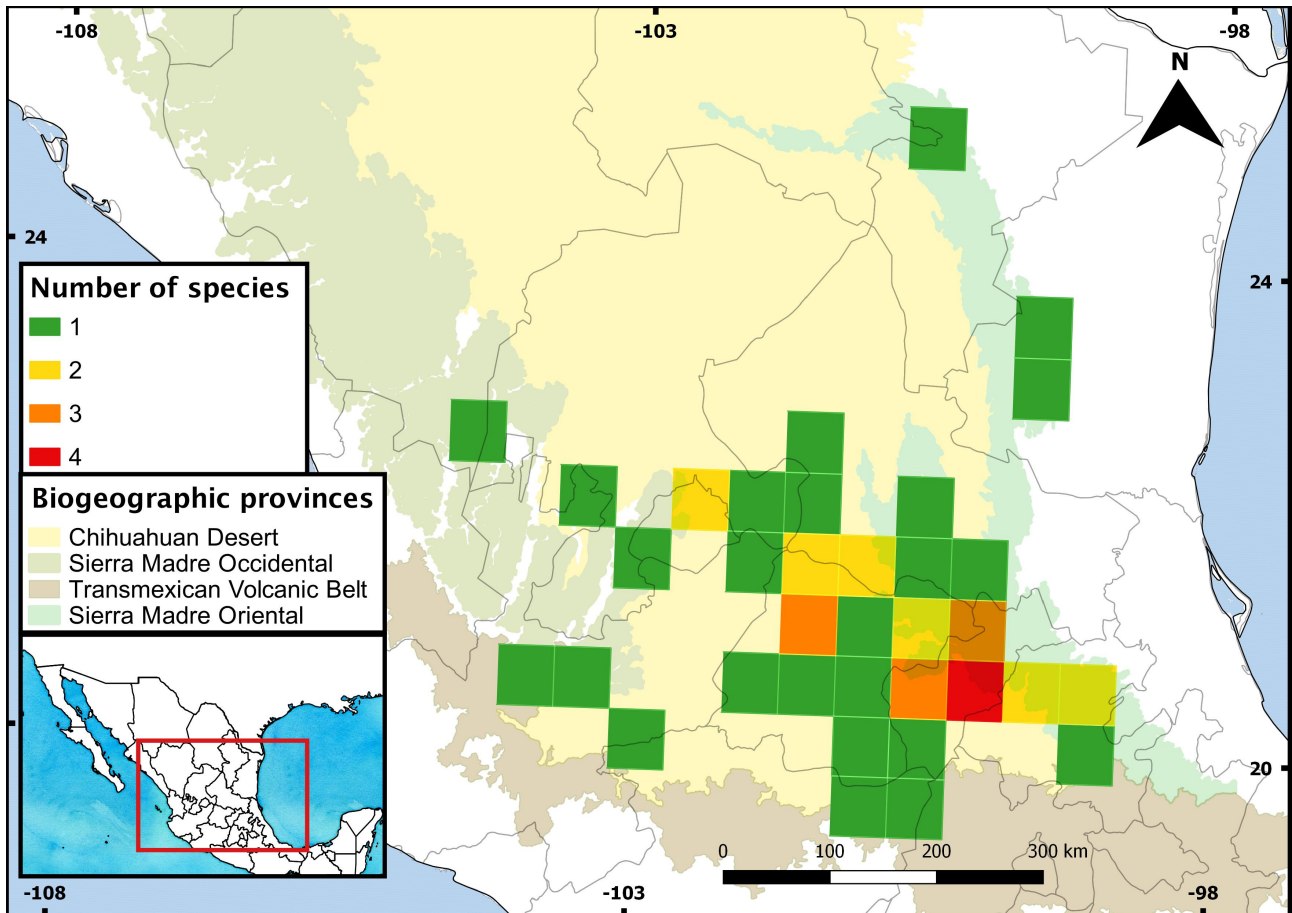 -108
-103
-98
N
24
24
Number of species
1
2
3
4
Biogeographic provinces
Chihuahuan Desert
Sierra Madre Occidental
Transmexican Volcanic Belt
Sierra Madre Oriental
20
0 100 200 300 km
-108
-103
-98